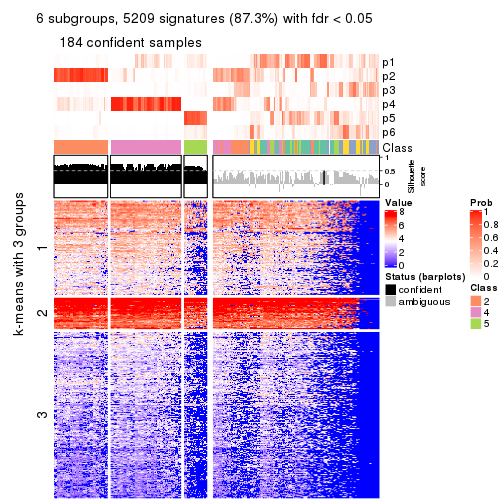 6 subgroups, 5209 signatures (87.3%) with fdr < 0.05
184 confident samples
p1
p2
p3
p4
p5
p6
Class
1
0.5
0
Silhouette
score
k-means with 3 groups
1
2
3
Value
8
6
4
2
0
Status (barplots)
confident
ambiguous
Prob
1
0.8
0.6
0.4
0.2
0
Class
2
4
5